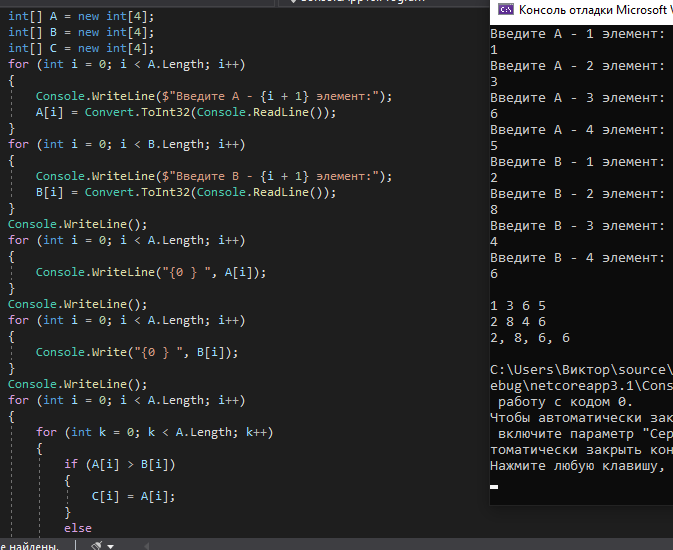 int[] A = new int[4];
int[] B = new int[4];
int[] C = new int[4];
for (int i = 0; i < A.Length; i++)
{
Console.WriteLine($"Введите A - {i + 1} элемент:");
A[i] = Convert.ToInt32(Console.ReadLine());
}
for (int i = 0; i < B.Length; i++)
{
Console.WriteLine($"Введите B - {i + 1} элемент:");
B[i] = Convert.ToInt32(Console.ReadLine());
}
Console.WriteLine();
for (int i = 0; i < A.Length; i++)
{
Console.WriteLine("{0 } ", A[i]);
}
Console.WriteLine();
for (int i = 0; i < A.Length; i++)
{
Console.Write("{0 } ", B[i]);
}
Console.WriteLine();
for (int i = 0; i < A.Length; i++)
{
for (int k = 0; k < A.Length; k++)
{
if (A[i] > B[i])
{
C[i] = A[i];
}
else
е найдены.
C:\ Консоль отладки Microsoft V
Введите A - 1 элемент:
1
Введите A - 2 элемент:
3
Введите A - 3 элемент:
6
Введите A - 4 элемент:
5
Введите B - 1 элемент:
2
Введите B - 2 элемент:
8
Введите B - 3 элемент:
4
Введите B - 4 элемент:
6
1 3 6 5
2 8 4 6
2, 8, 6, 6
C:\Users\Виктор\source\
ebug\netcoreapp3.1\Cons
работу с кодом 0.
Чтобы автоматически зак
включите параметр "Сер
томатически закрыть кон
Нажмите любую клавишу,